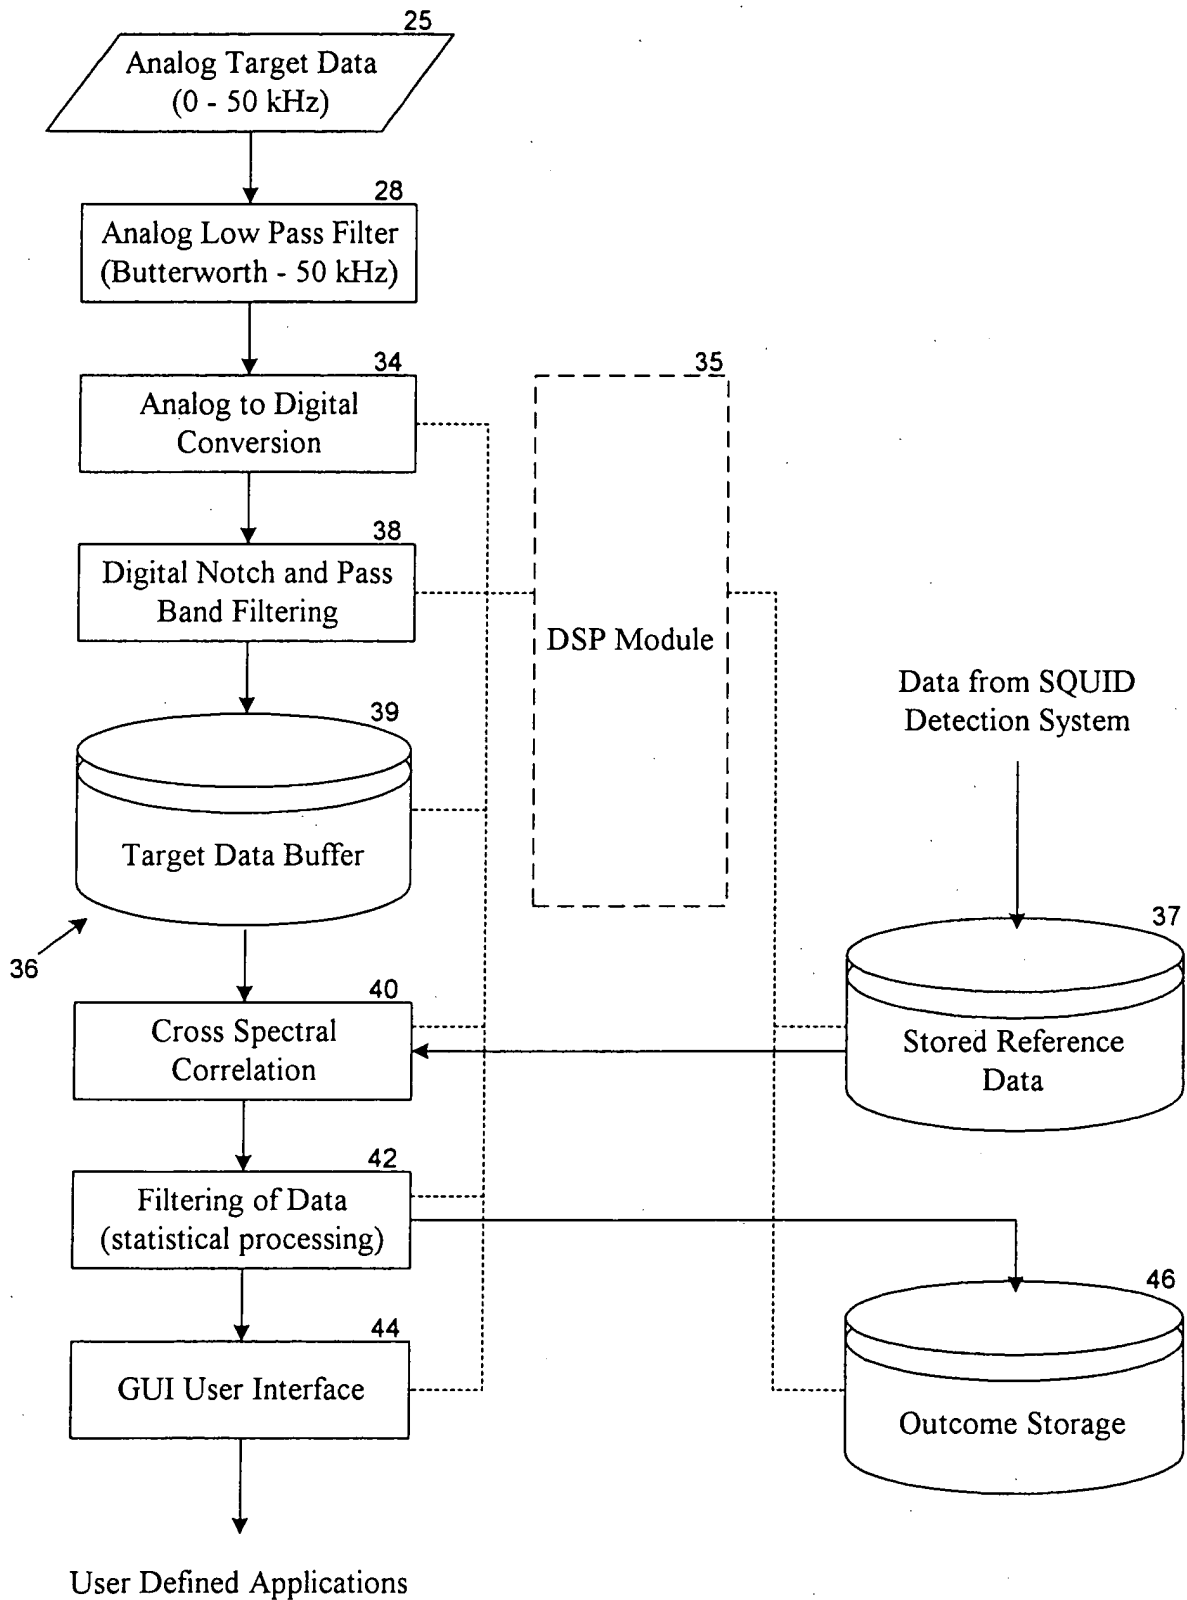 25
Analog Target Data
(0 - 50 kHz)
28
Analog Low Pass Filter
(Butterworth - 50 kHz)
34
Analog to Digital
Conversion
35
DSP Module
38
Digital Notch and Pass
Band Filtering
39
Target Data Buffer
36
Data from SQUID
Detection System
37
Stored Reference
Data
40
Cross Spectral
Correlation
42
Filtering of Data
(statistical processing)
44
GUI User Interface
46
Outcome Storage
User Defined Applications